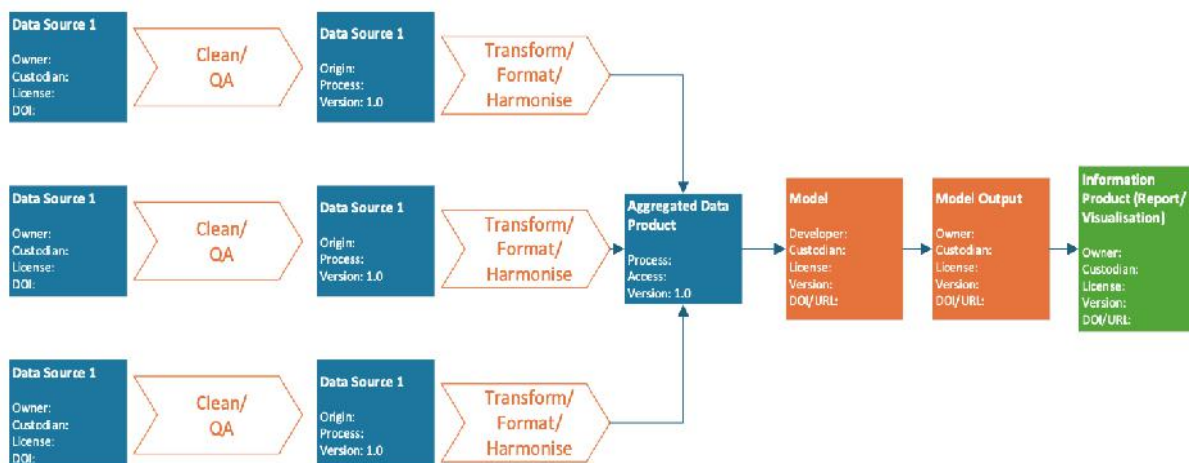 Data Source 1
Owner:
Custodian:
License:
DOI:
Clean/
QA
Data Source 1
Origin:
Process:
Version: 1.0
Transform/
Format/
Harmonise
Data Source 1
Owner:
Custodian:
License:
DOI:
Clean/
QA
Data Source 1
Origin:
Process:
Version: 1.0
Transform/
Format/
Harmonise
Data Source 1
Owner:
Custodian:
License:
DOI:
Clean/
QA
Data Source 1
Origin:
Process:
Version: 1.0
Transform/
Format/
Harmonise
Aggregated Data
Product
Process:
Access:
Version: 1.0
Model
Developer:
Custodian:
License:
Version:
DOI/URL:
Model Output
Owner:
Custodian:
License:
Version:
DOI/URL:
Information
Product (Report/
Visualisation)
Owner:
Custodian:
License:
Version:
DOI/URL: